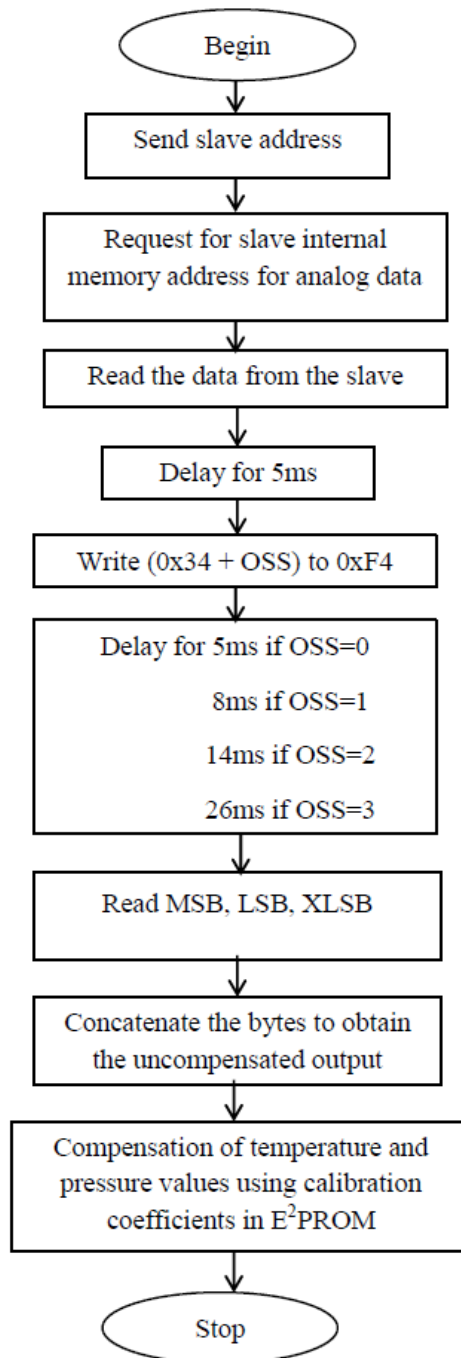 Begin
Send slave address
Request for slave internal
memory address for analog data
Read the data from the slave
Delay for 5ms
Write (0x34 + OSS) to 0xF4
Delay for 5ms if OSS=0
8ms if OSS=1
14ms if OSS=2
26ms if OSS=3
Read MSB, LSB, XLSB
Concatenate the bytes to obtain
the uncompensated output
Compensation of temperature and
pressure values using calibration
coefficients in E²PROM
Stop